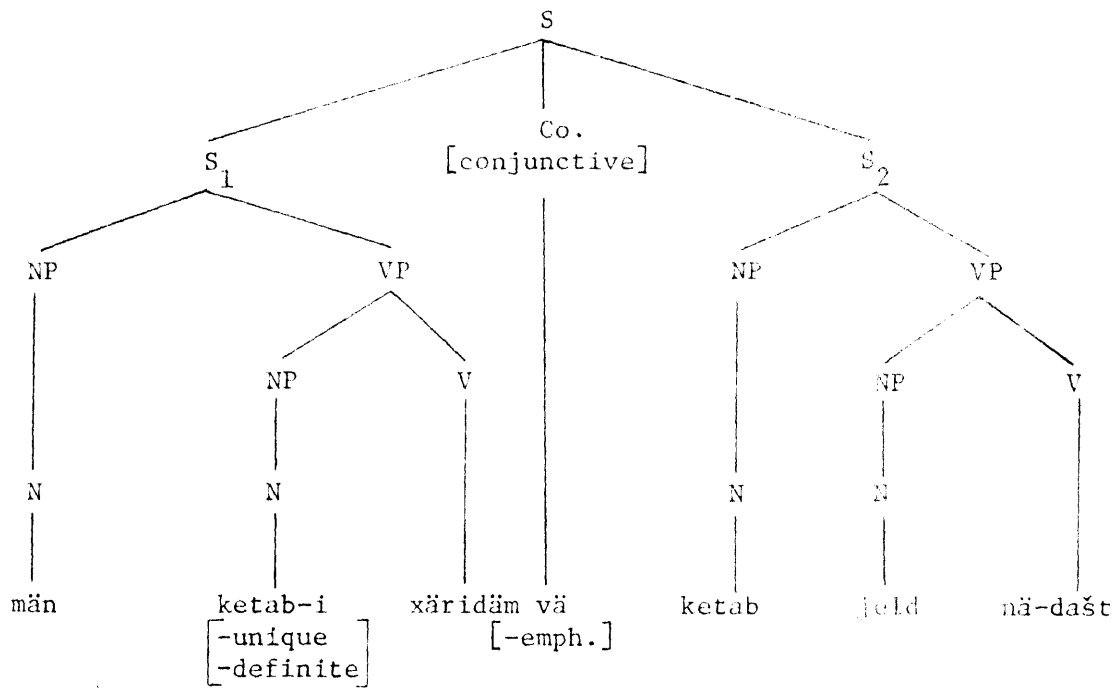 S
Co.
[conjunctive]
S1 S2
NP VP NP VP
NP V NP V
N N N N
män ketab-i xäridäm vä ketab jeld nä-dašt
[-unique [-emph.]
-definite]